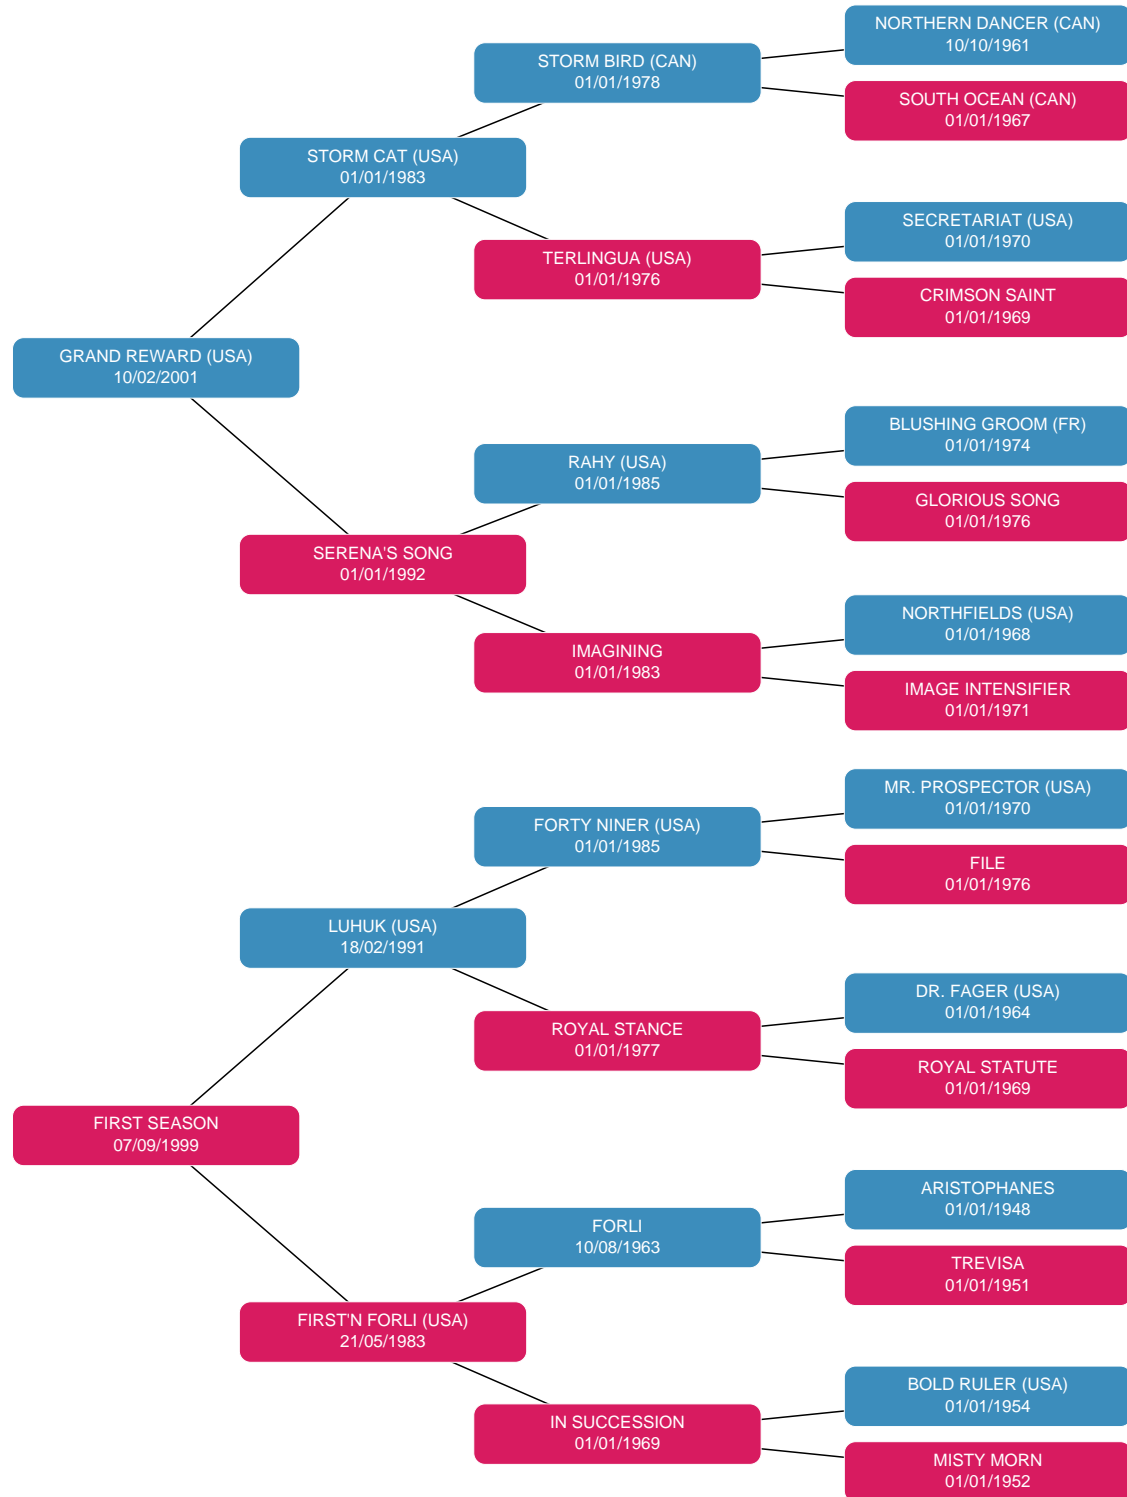 NORTHERN DANCER (CAN)
10/10/1961
STORM BIRD (CAN)
01/01/1978
SOUTH OCEAN (CAN)
01/01/1967
STORM CAT (USA)
01/01/1983
SECRETARIAT (USA)
01/01/1970
TERLINGUA (USA)
01/01/1976
CRIMSON SAINT
01/01/1969
GRAND REWARD (USA)
10/02/2001
BLUSHING GROOM (FR)
01/01/1974
RAHY (USA)
01/01/1985
GLORIOUS SONG
01/01/1976
SERENA'S SONG
01/01/1992
NORTHFIELDS (USA)
01/01/1968
IMAGINING
01/01/1983
IMAGE INTENSIFIER
01/01/1971
MR. PROSPECTOR (USA)
01/01/1970
FORTY NINER (USA)
01/01/1985
FILE
01/01/1976
LUHUK (USA)
18/02/1991
DR. FAGER (USA)
01/01/1964
ROYAL STANCE
01/01/1977
ROYAL STATUTE
01/01/1969
FIRST SEASON
07/09/1999
ARISTOPHANES
01/01/1948
FORLI
10/08/1963
TREVISA
01/01/1951
FIRST'N FORLI (USA)
21/05/1983
BOLD RULER (USA)
01/01/1954
IN SUCCESSION
01/01/1969
MISTY MORN
01/01/1952